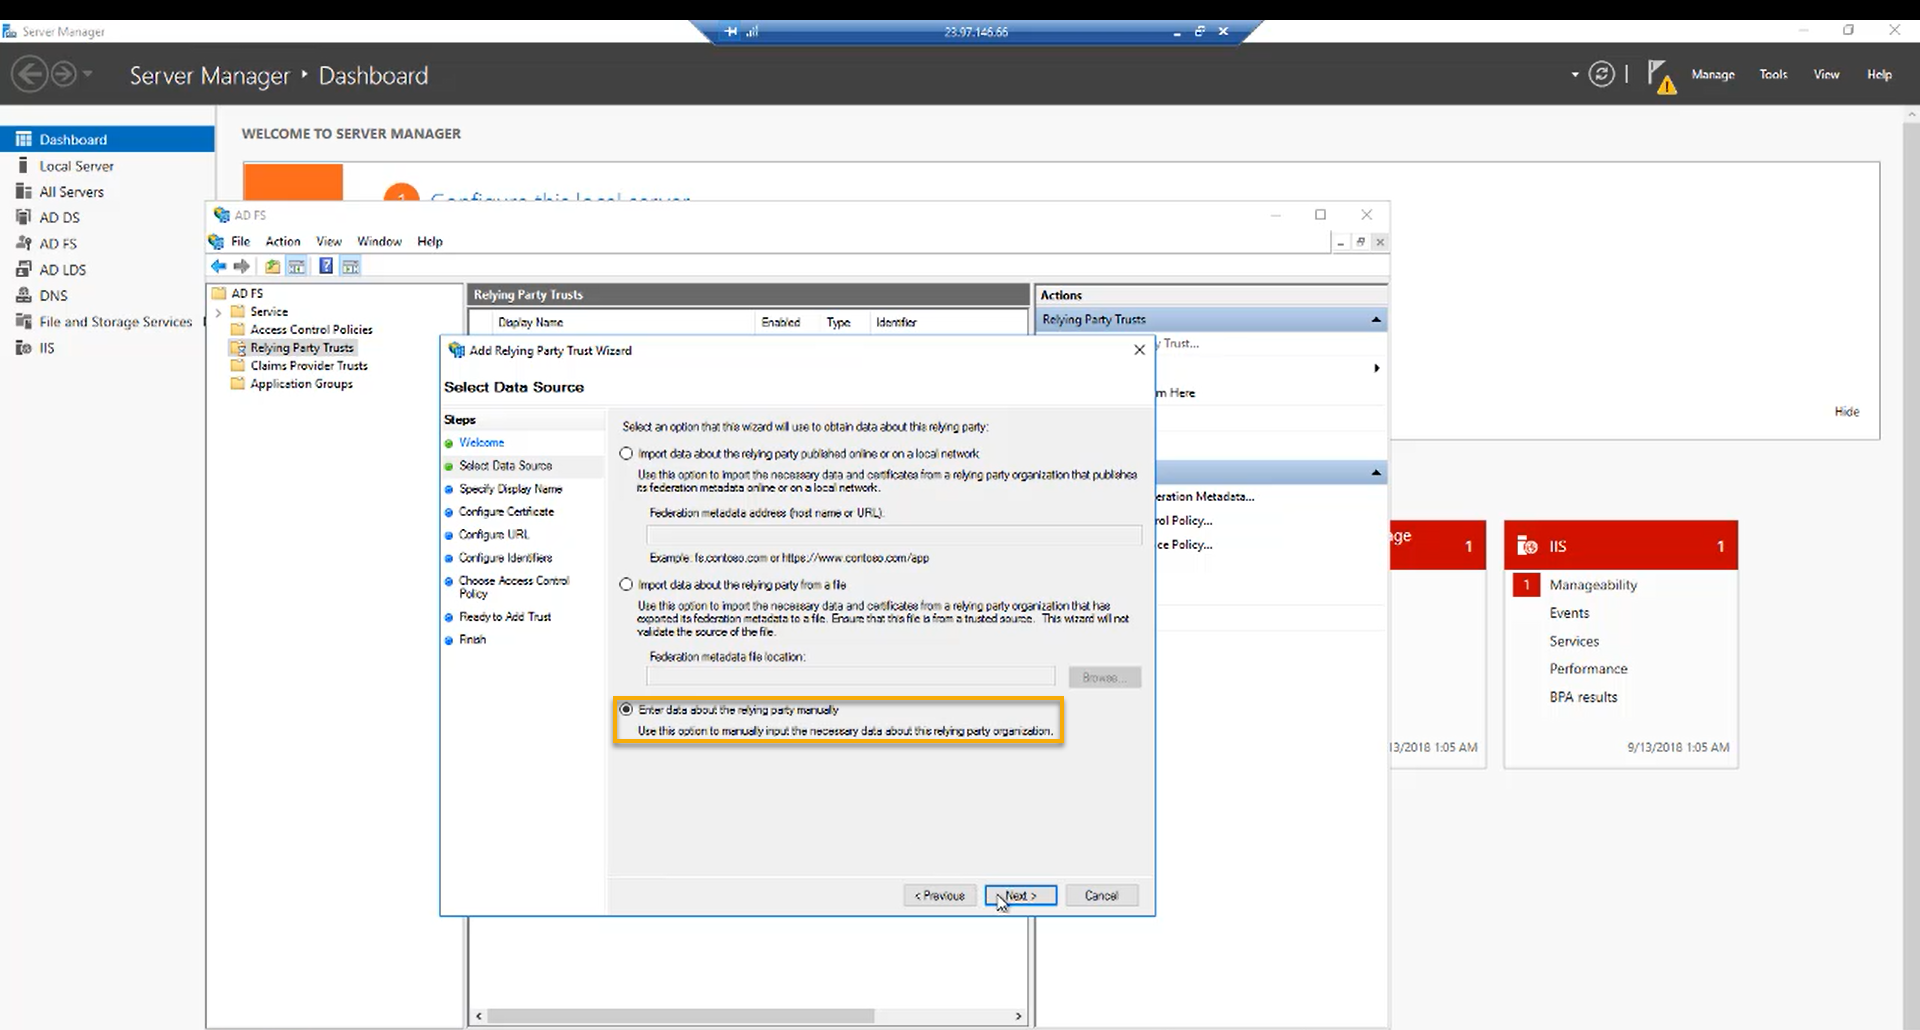 Server Manager
23.97.146.66
Server Manager ‣ Dashboard
Manage
Tools
View
Help
Dashboard
Local Server
All Servers
AD DS
AD FS
AD LDS
DNS
File and Storage Services
IIS
WELCOME TO SERVER MANAGER
1
Configure this local server
Hide
AD FS
File Action View Window Help
AD FS
Service
Access Control Policies
Relying Party Trusts
Claims Provider Trusts
Application Groups
Relying Party Trusts
Display Name Enabled Type Identifier
Actions
Relying Party Trusts
y Trust...
m Here
eration Metadata...
rol Policy...
ce Policy...
Add Relying Party Trust Wizard
Select Data Source
Steps
Welcome
Select Data Source
Specify Display Name
Configure Certificate
Configure URL
Configure Identifiers
Choose Access Control
Policy
Ready to Add Trust
Finish
Select an option that this wizard will use to obtain data about this relying party:
Import data about the relying party published online or on a local network
Use this option to import the necessary data and certificates from a relying party organization that publishes
its federation metadata online or on a local network.
Federation metadata address (host name or URL):
Example: fs.contoso.com or https://www.contoso.com/app
Import data about the relying party from a file
Use this option to import the necessary data and certificates from a relying party organization that has
exported its federation metadata to a file. Ensure that this file is from a trusted source. This wizard will not
validate the source of the file.
Federation metadata file location:
Browse...
Enter data about the relying party manually
Use this option to manually input the necessary data about this relying party organization.
< Previous
Next >
Cancel
ge 1
13/2018 1:05 AM
IIS 1
1 Manageability
Events
Services
Performance
BPA results
9/13/2018 1:05 AM